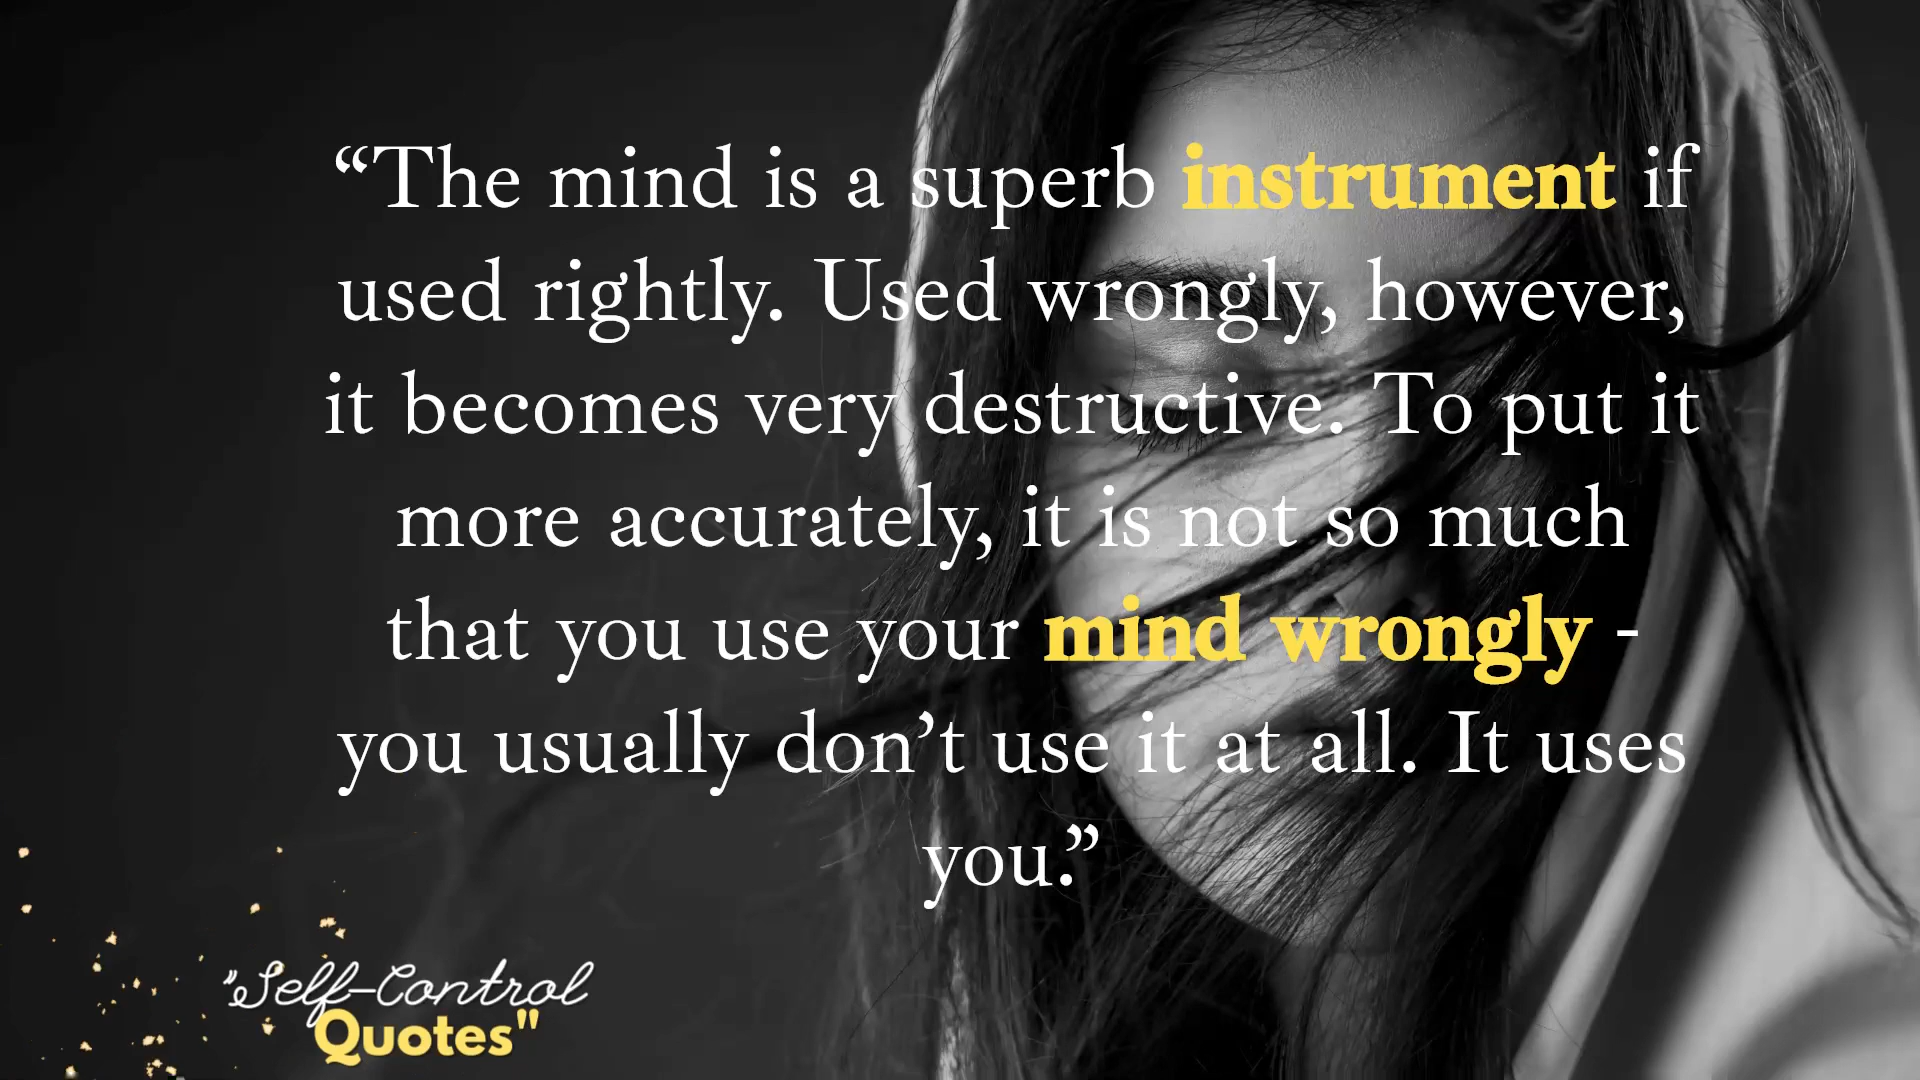 “The mind is a superb instrument if
used rightly. Used wrongly, however,
it becomes very destructive. To put it
more accurately, it is not so much
that you use your mind wrongly -
you usually don’t use it at all. It uses
you.”
"Self-Control
Quotes"